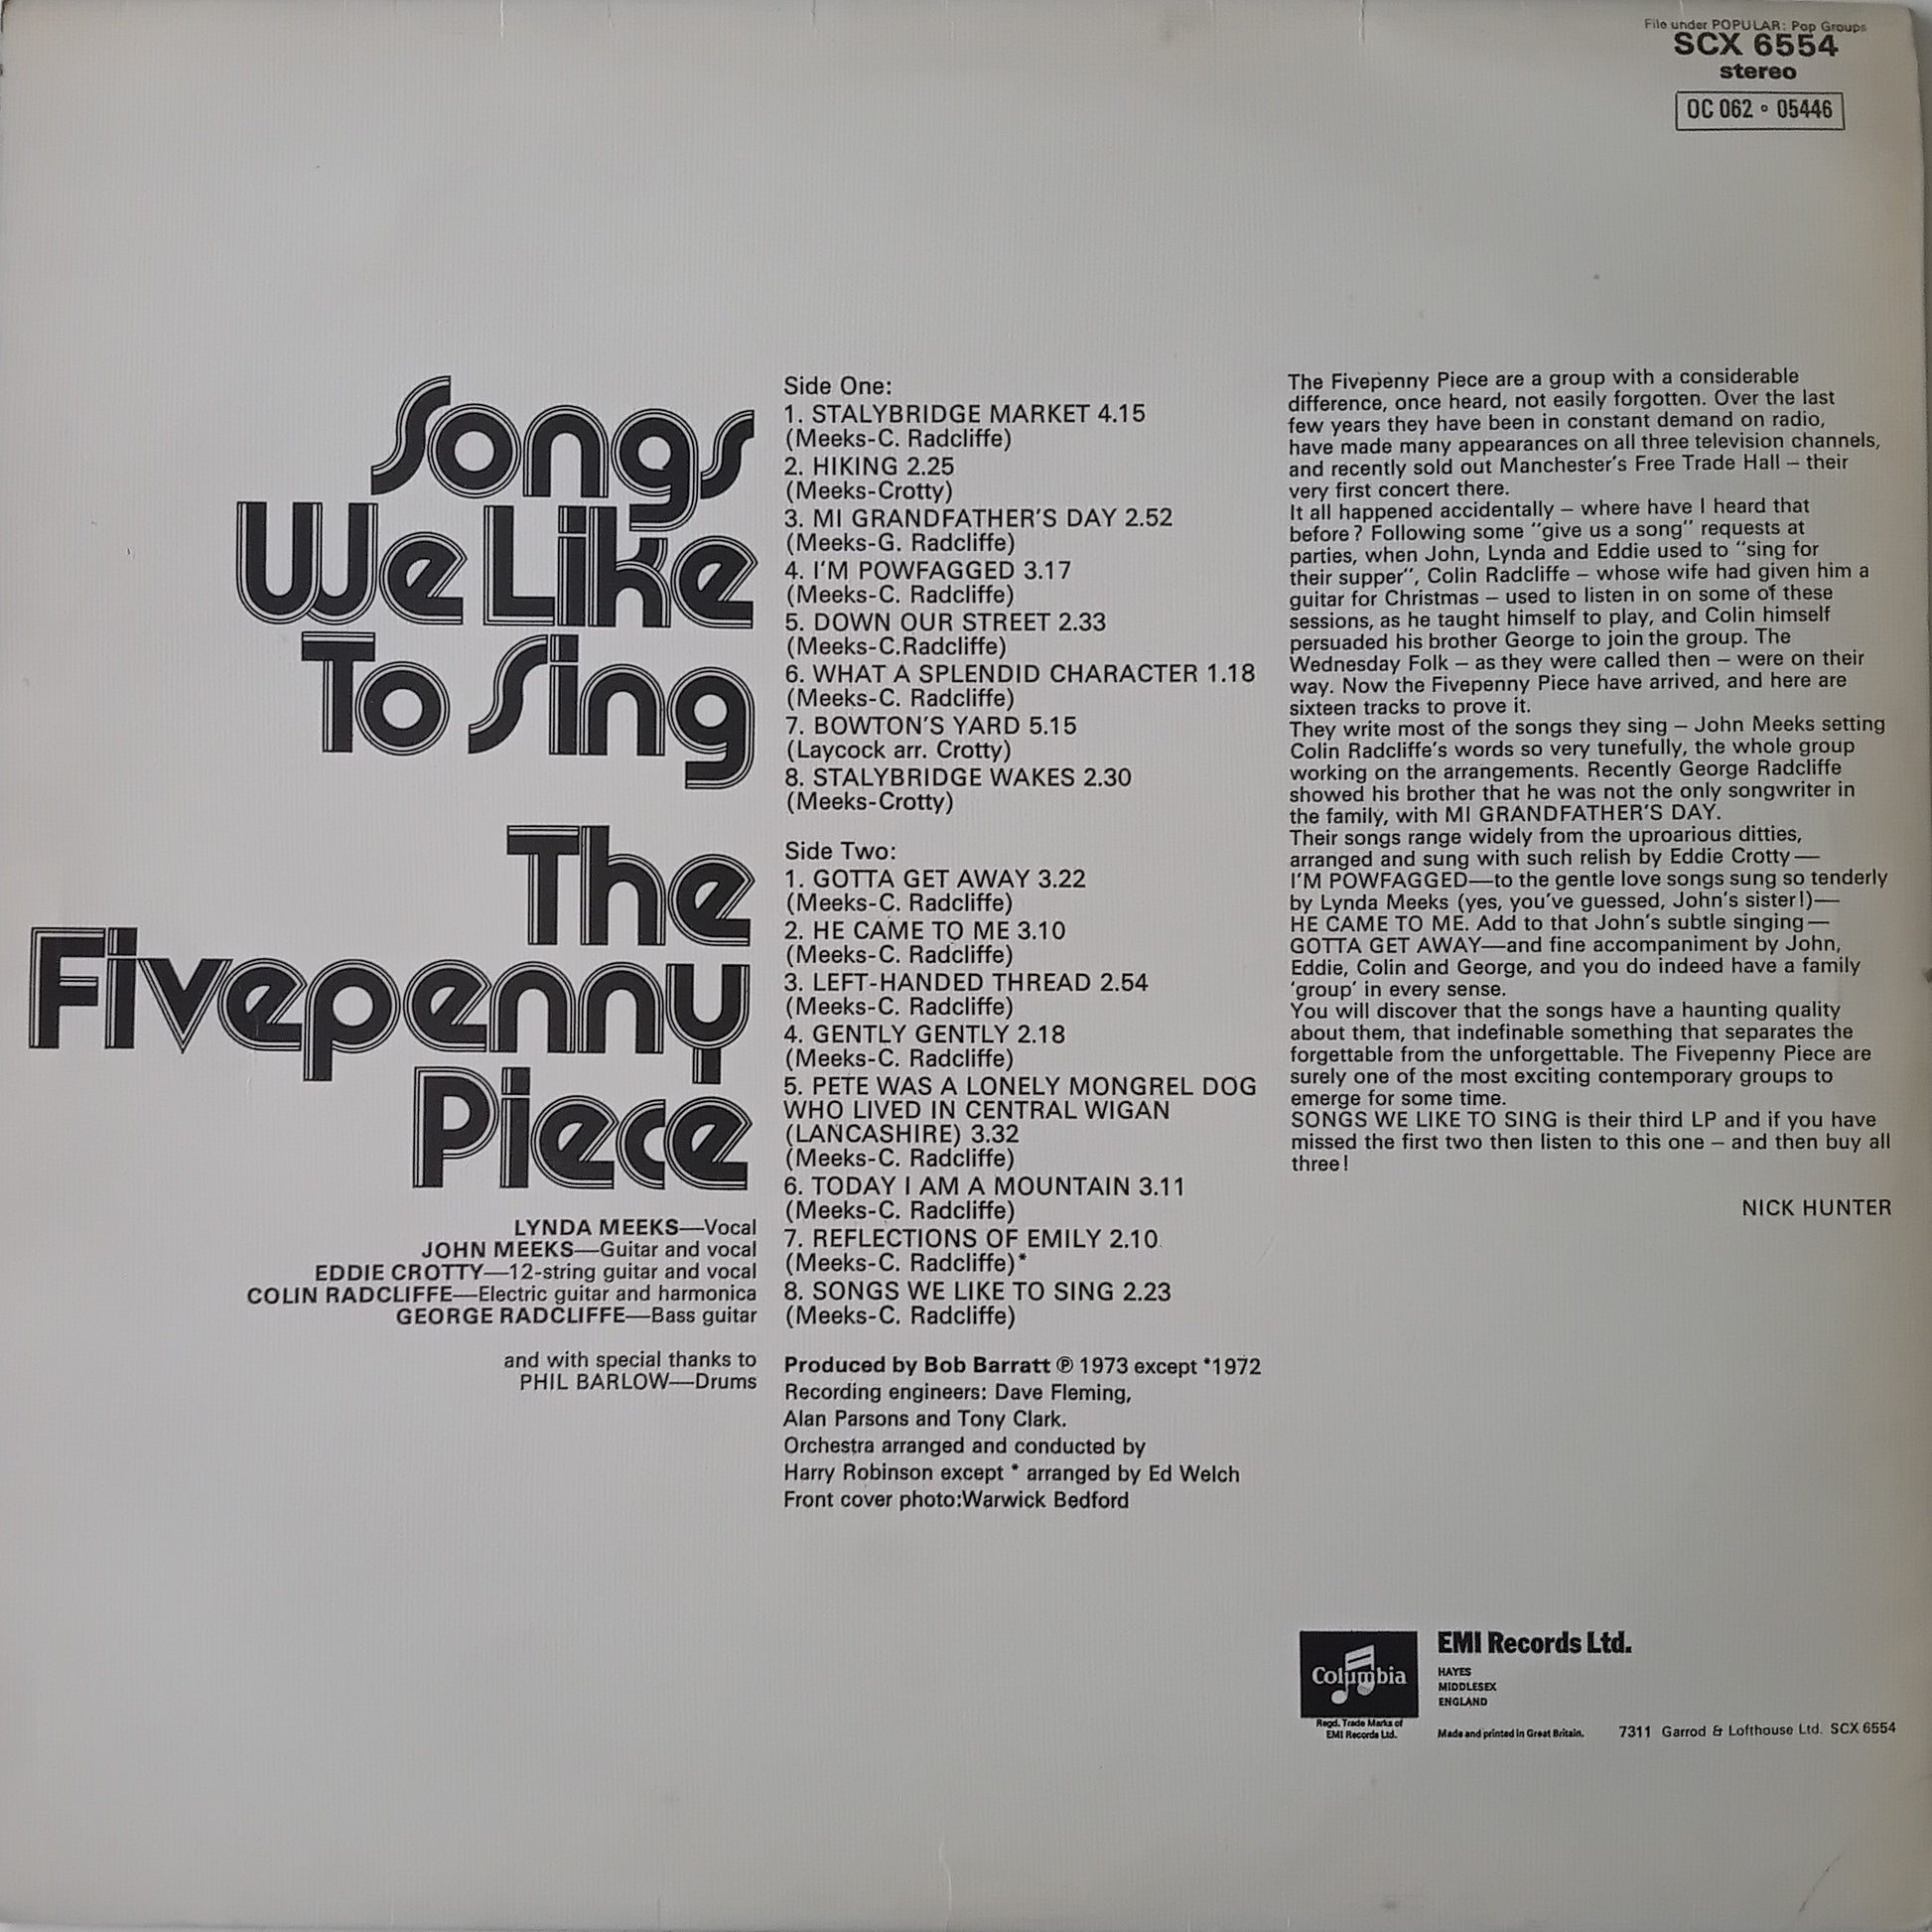 File under POPULAR: Pop Groups
SCX 6554
stereo
OC 062 ∘ 05446
Songs
We Like
To Sing
The
Fivepenny
Piece
LYNDA MEEKS—Vocal
JOHN MEEKS—Guitar and vocal
EDDIE CROTTY—12-string guitar and vocal
COLIN RADCLIFFE—Electric guitar and harmonica
GEORGE RADCLIFFE—Bass guitar
and with special thanks to
PHIL BARLOW—Drums
Side One:
1. STALYBRIDGE MARKET 4.15
(Meeks-C. Radcliffe)
2. HIKING 2.25
(Meeks-Crotty)
3. MI GRANDFATHER'S DAY 2.52
(Meeks-G. Radcliffe)
4. I'M POWFAGGED 3.17
(Meeks-C. Radcliffe)
5. DOWN OUR STREET 2.33
(Meeks-C.Radcliffe)
6. WHAT A SPLENDID CHARACTER 1.18
(Meeks-C. Radcliffe)
7. BOWTON'S YARD 5.15
(Laycock arr. Crotty)
8. STALYBRIDGE WAKES 2.30
(Meeks-Crotty)
Side Two:
1. GOTTA GET AWAY 3.22
(Meeks-C. Radcliffe)
2. HE CAME TO ME 3.10
(Meeks-C. Radcliffe)
3. LEFT-HANDED THREAD 2.54
(Meeks-C. Radcliffe)
4. GENTLY GENTLY 2.18
(Meeks-C. Radcliffe)
5. PETE WAS A LONELY MONGREL DOG
WHO LIVED IN CENTRAL WIGAN
(LANCASHIRE) 3.32
(Meeks-C. Radcliffe)
6. TODAY I AM A MOUNTAIN 3.11
(Meeks-C. Radcliffe)
7. REFLECTIONS OF EMILY 2.10
(Meeks-C. Radcliffe)*
8. SONGS WE LIKE TO SING 2.23
(Meeks-C. Radcliffe)
Produced by Bob Barratt ℗ 1973 except *1972
Recording engineers: Dave Fleming,
Alan Parsons and Tony Clark.
Orchestra arranged and conducted by
Harry Robinson except * arranged by Ed Welch
Front cover photo:Warwick Bedford
The Fivepenny Piece are a group with a considerable
difference, once heard, not easily forgotten. Over the last
few years they have been in constant demand on radio,
have made many appearances on all three television channels,
and recently sold out Manchester's Free Trade Hall – their
very first concert there.
It all happened accidentally – where have I heard that
before? Following some "give us a song" requests at
parties, when John, Lynda and Eddie used to "sing for
their supper", Colin Radcliffe – whose wife had given him a
guitar for Christmas – used to listen in on some of these
sessions, as he taught himself to play, and Colin himself
persuaded his brother George to join the group. The
Wednesday Folk – as they were called then – were on their
way. Now the Fivepenny Piece have arrived, and here are
sixteen tracks to prove it.
They write most of the songs they sing – John Meeks setting
Colin Radcliffe's words so very tunefully, the whole group
working on the arrangements. Recently George Radcliffe
showed his brother that he was not the only songwriter in
the family, with MI GRANDFATHER'S DAY.
Their songs range widely from the uproarious ditties,
arranged and sung with such relish by Eddie Crotty—
I'M POWFAGGED—to the gentle love songs sung so tenderly
by Lynda Meeks (yes, you've guessed, John's sister!)—
HE CAME TO ME. Add to that John's subtle singing—
GOTTA GET AWAY—and fine accompaniment by John,
Eddie, Colin and George, and you do indeed have a family
'group' in every sense.
You will discover that the songs have a haunting quality
about them, that indefinable something that separates the
forgettable from the unforgettable. The Fivepenny Piece are
surely one of the most exciting contemporary groups to
emerge for some time.
SONGS WE LIKE TO SING is their third LP and if you have
missed the first two then listen to this one – and then buy all
three!
NICK HUNTER
Columbia
Regd. Trade Marks of
EMI Records Ltd.
EMI Records Ltd.
HAYES
MIDDLESEX
ENGLAND
Made and printed in Great Britain.
7311 Garrod & Lofthouse Ltd. SCX 6554